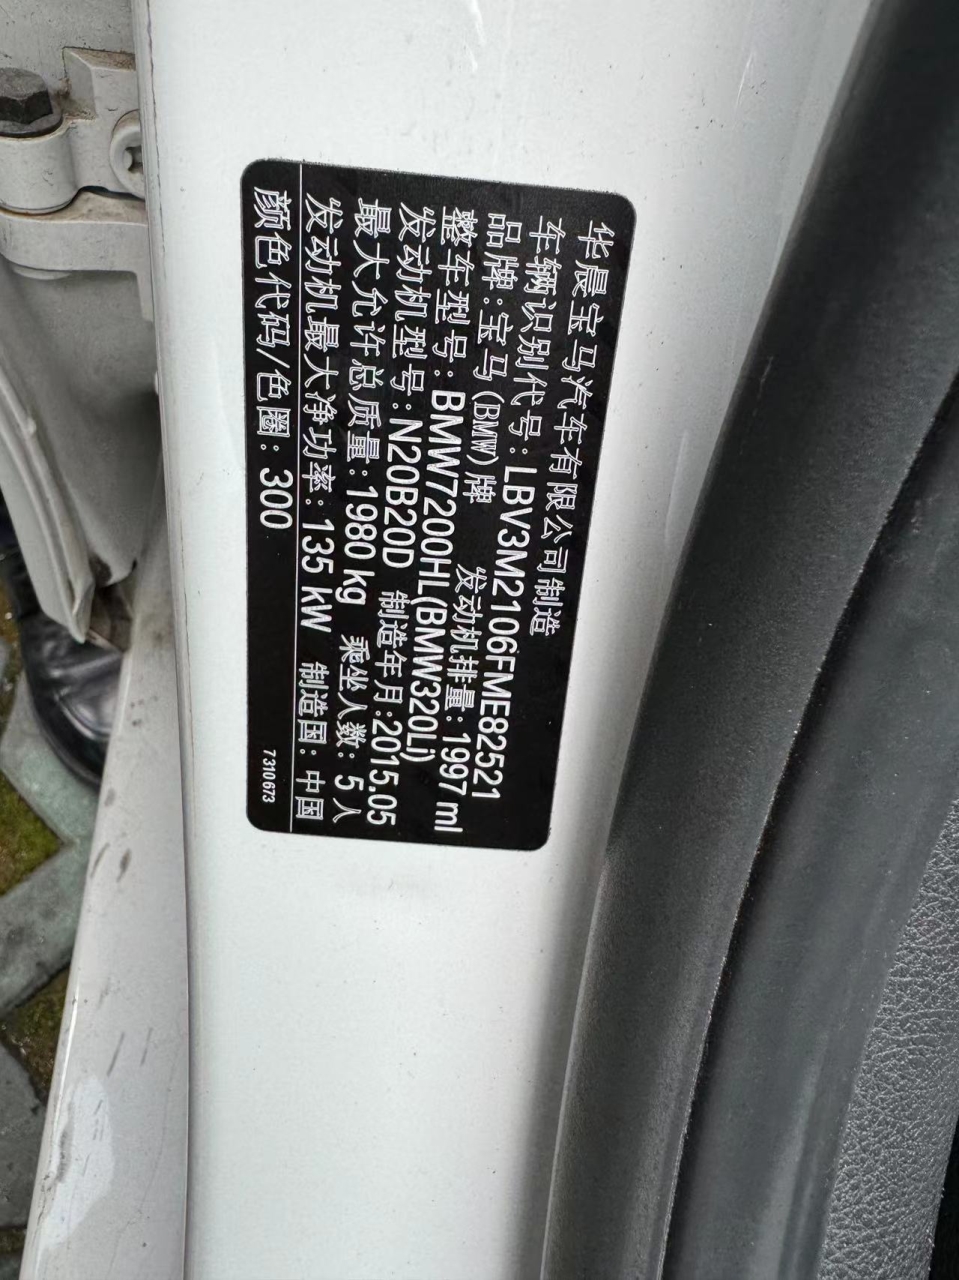 华晨宝马汽车有限公司制造
车辆识别代号: LBV3M2106FME82521
品牌:宝马(BMW)牌 发动机排量: 1997 ml
整车型号: BMW7200HL(BMW320Li)
发动机型号: N20B20D 制造年月:2015.05
最大允许总质量: 1980 kg 乘坐人数: 5 人
发动机最大净功率: 135 kW 制造国: 中国
颜色代码/色圈: 300 7310673